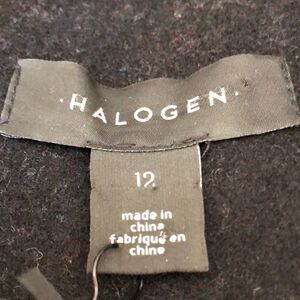 ·HALOGEN·
12
made in
china
fabriqué en
chine